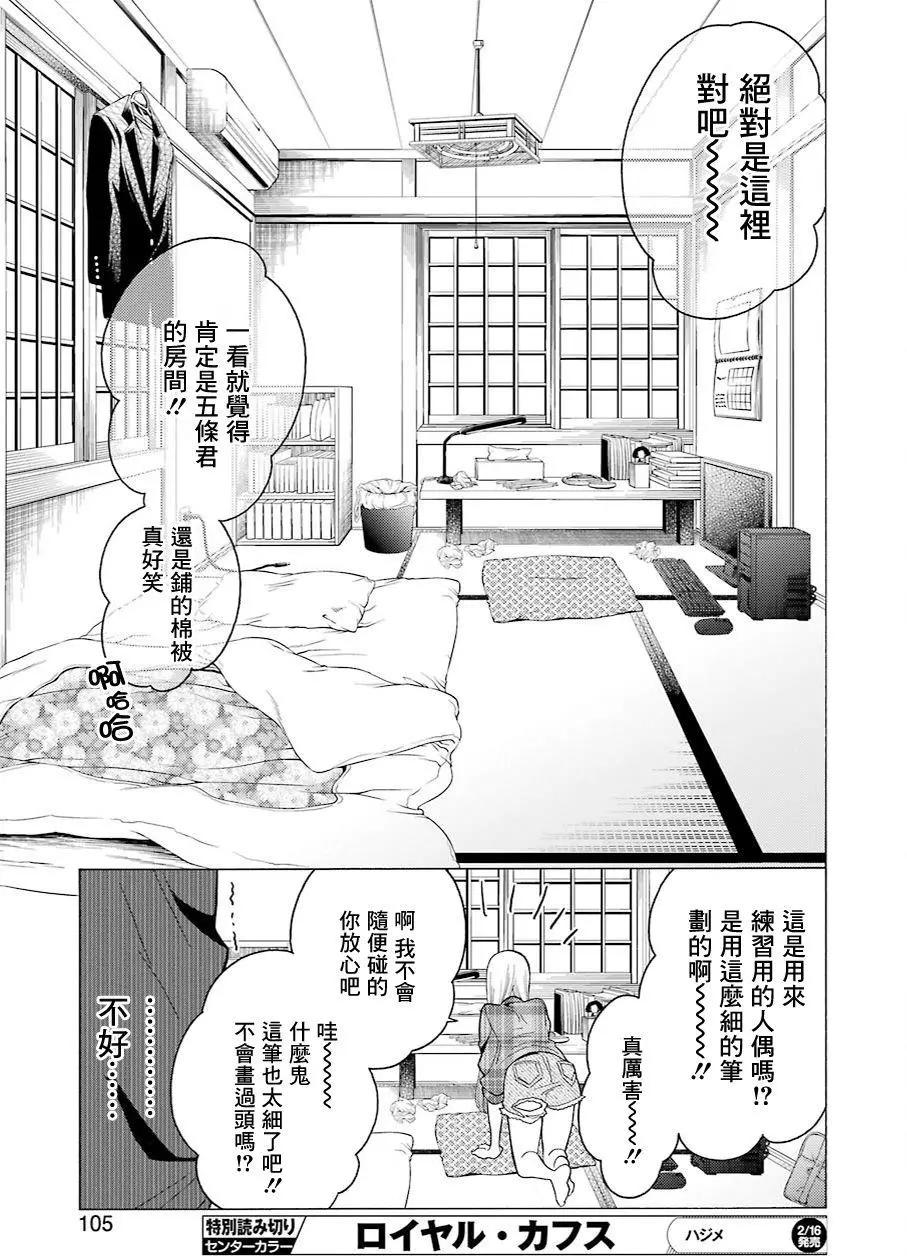 絕對是這裡
對吧～～～
一看就覺得
肯定是五條君
的房間!!
還是鋪的棉被
真好笑
啊哈哈
這是用來
練習用的人偶嗎!?
是用這麼細的筆
劃的啊～～～
真厲害～～!!
啊 我不會
隨便碰的
你放心吧
哇～～
什麼鬼
這筆也太細了吧!!
不會畫過頭嗎!?
………
不好……
105
特別読み切り
センターカラー
ロイヤル・カフス
ハジメ
2/16
発売